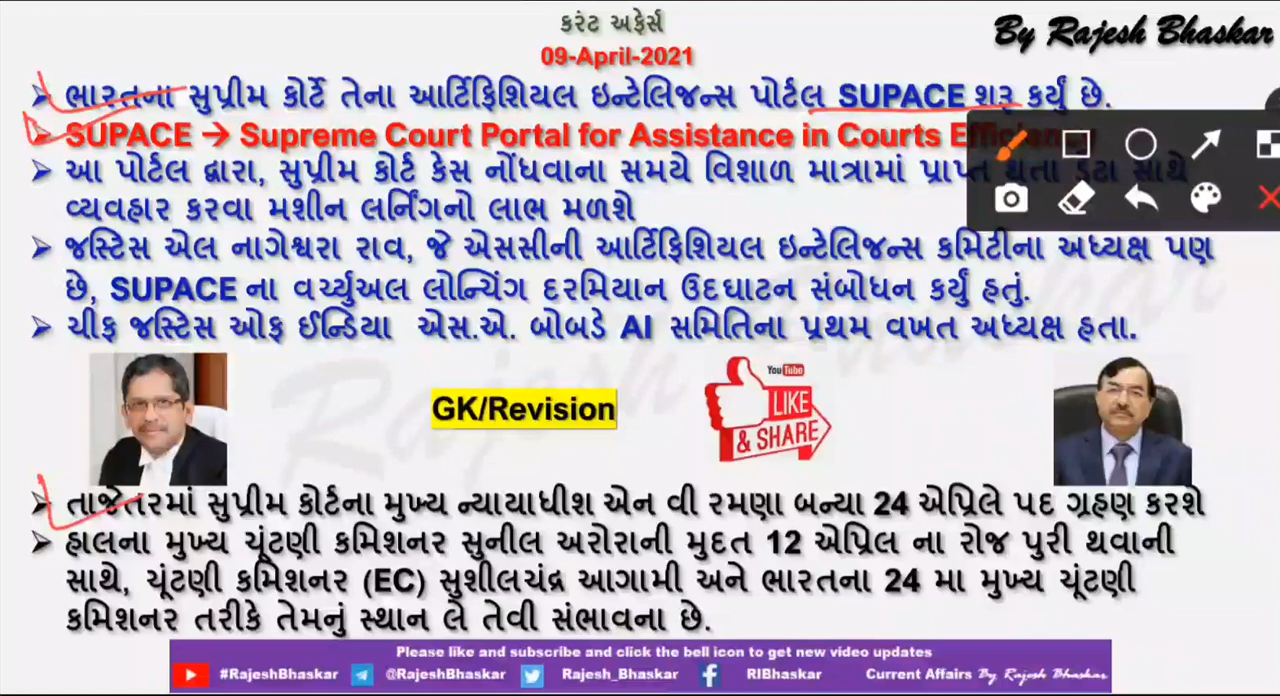 કરંટ અફેર્સ
By Rajesh Bhaskar
09-April-2021
ભારતના સુપ્રીમ કોર્ટે તેના આર્ટિફિશિયલ ઇન્ટેલિજન્સ પોર્ટલ SUPACE શરૂ કર્યું છે.
SUPACE → Supreme Court Portal for Assistance in Courts
આ પોર્ટલ દ્વારા, સુપ્રીમ કોર્ટ કેસ નોંધવાના સમયે વિશાળ માત્રામાં પ્રાપ્ત થતા ડેટા સાથે
વ્યવહાર કરવા મશીન લર્નિંગનો લાભ મળશે
જસ્ટિસ એલ નાગેશ્વરા રાવ, જે એસસીની આર્ટિફિશિયલ ઇન્ટેલિજન્સ કમિટીના અધ્યક્ષ પણ
છે, SUPACE ના વર્ચ્યુઅલ લોન્ચિંગ દરમિયાન ઉદઘાટન સંબોધન કર્યું હતું.
ચીફ જસ્ટિસ ઓફ ઈન્ડિયા એસ.એ. બોબડે AI સમિતિના પ્રથમ વખત અધ્યક્ષ હતા.
GK/Revision
YouTube
LIKE
& SHARE
તાજેતરમાં સુપ્રીમ કોર્ટના મુખ્ય ન્યાયાધીશ એન વી રમણા બન્યા 24 એપ્રિલે પદ ગ્રહણ કરશે
હાલના મુખ્ય ચૂંટણી કમિશનર સુનીલ અરોરાની મુદત 12 એપ્રિલ ના રોજ પુરી થવાની
સાથે, ચૂંટણી કમિશનર (EC) સુશીલચંદ્ર આગામી અને ભારતના 24 મા મુખ્ય ચૂંટણી
કમિશનર તરીકે તેમનું સ્થાન લે તેવી સંભાવના છે.
Please like and subscribe and click the bell icon to get new video updates
#RajeshBhaskar @RajeshBhaskar Rajesh_Bhaskar RIBhaskar Current Affairs By Rajesh Bhaskar